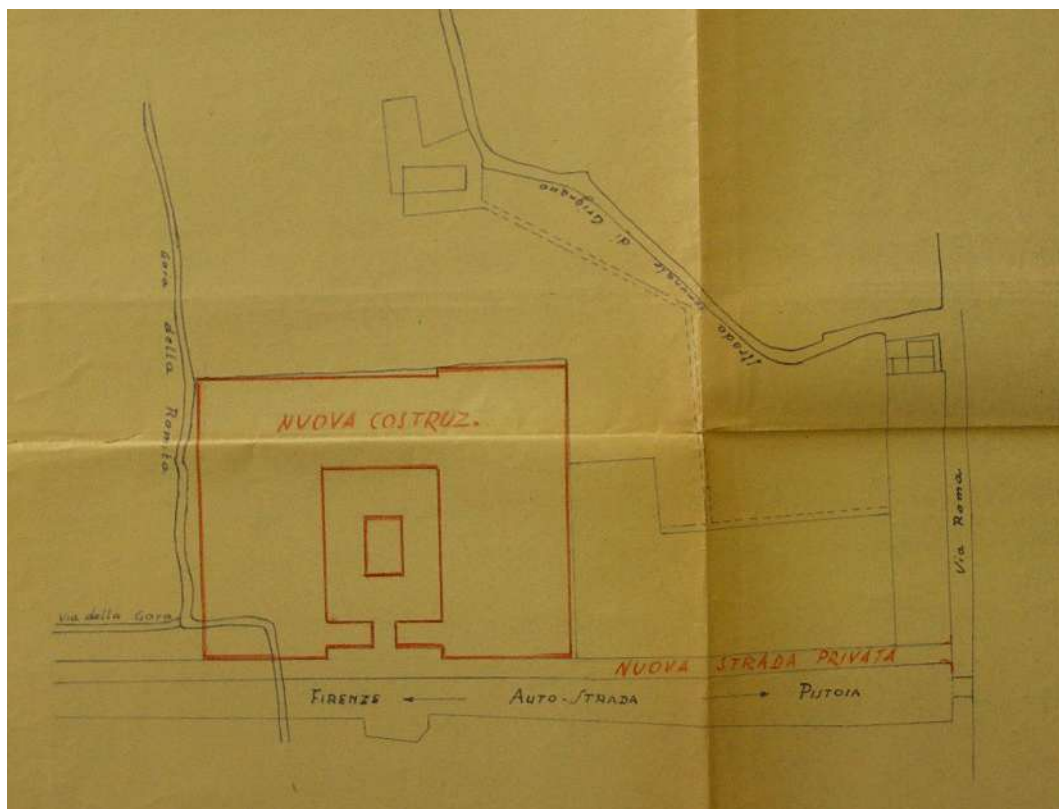 Strada Vicinale di Grignano
Gora della Romita
NUOVA COSTRUZ.
Via Roma
Via della Gora
NUOVA STRADA PRIVATA
FIRENZE AUTO-STRADA PISTOIA